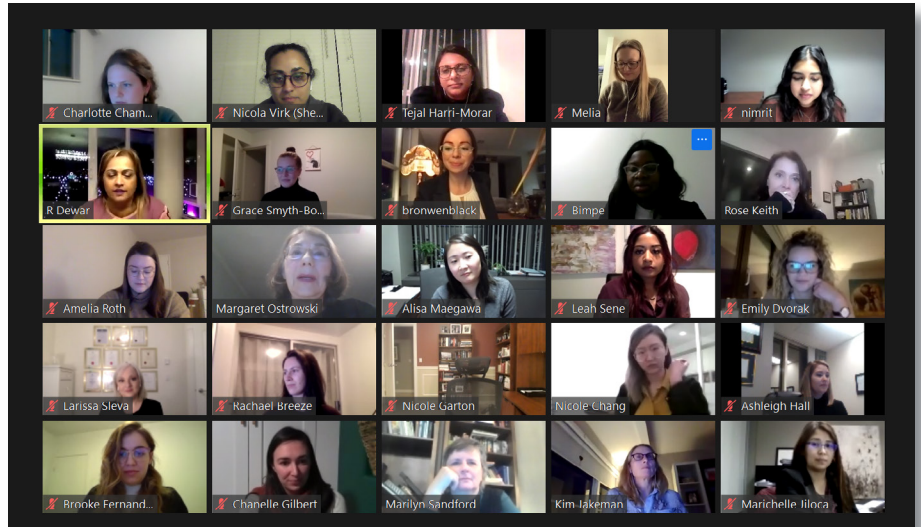 Charlotte Cham...
Nicola Virk (She...
Tejal Harri-Morar
Melia
nimrit
R Dewar
Grace Smyth-Bo...
bronwenblack
Bimpe
Rose Keith
Amelia Roth
Margaret Ostrowski
Alisa Maegawa
Leah Sene
Emily Dvorak
Larissa Sleva
Rachael Breeze
Nicole Garton
Nicole Chang
Ashleigh Hall
Brooke Fernand...
Chanelle Gilbert
Marilyn Sandford
Kim Jakeman
Marichelle Jiloca